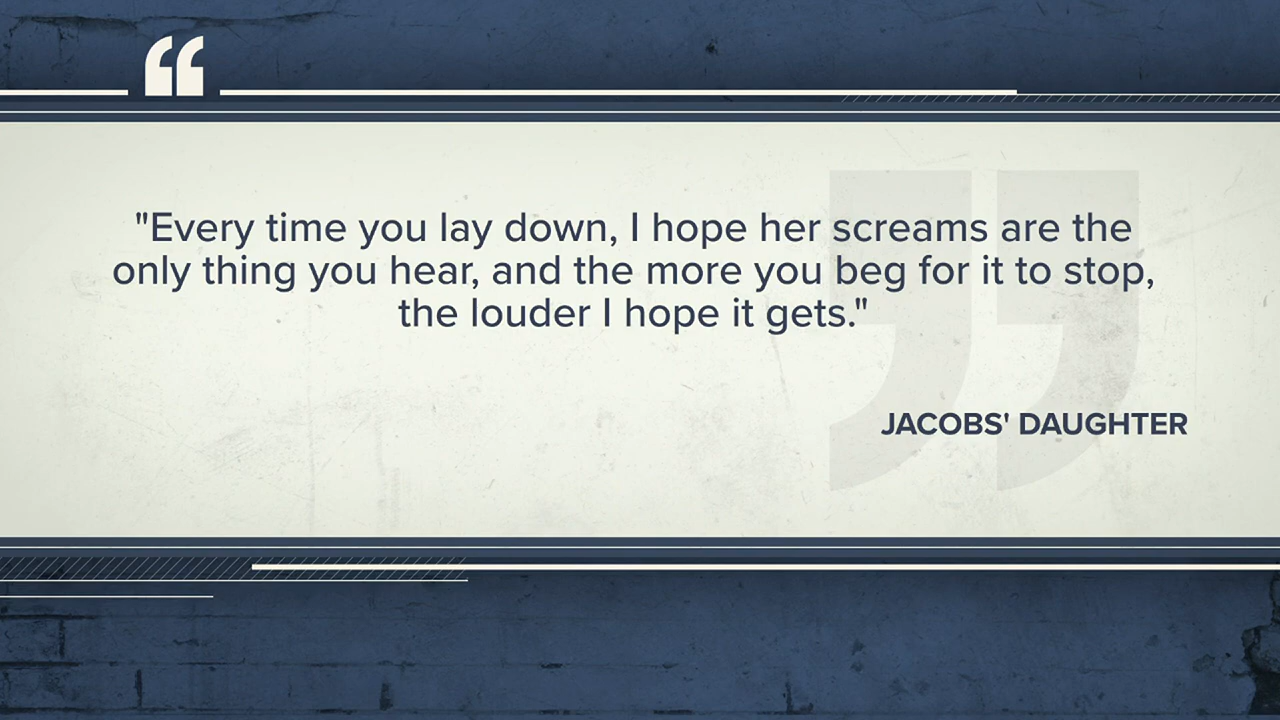 "Every time you lay down, I hope her screams are the
only thing you hear, and the more you beg for it to stop,
the louder I hope it gets."
JACOBS' DAUGHTER